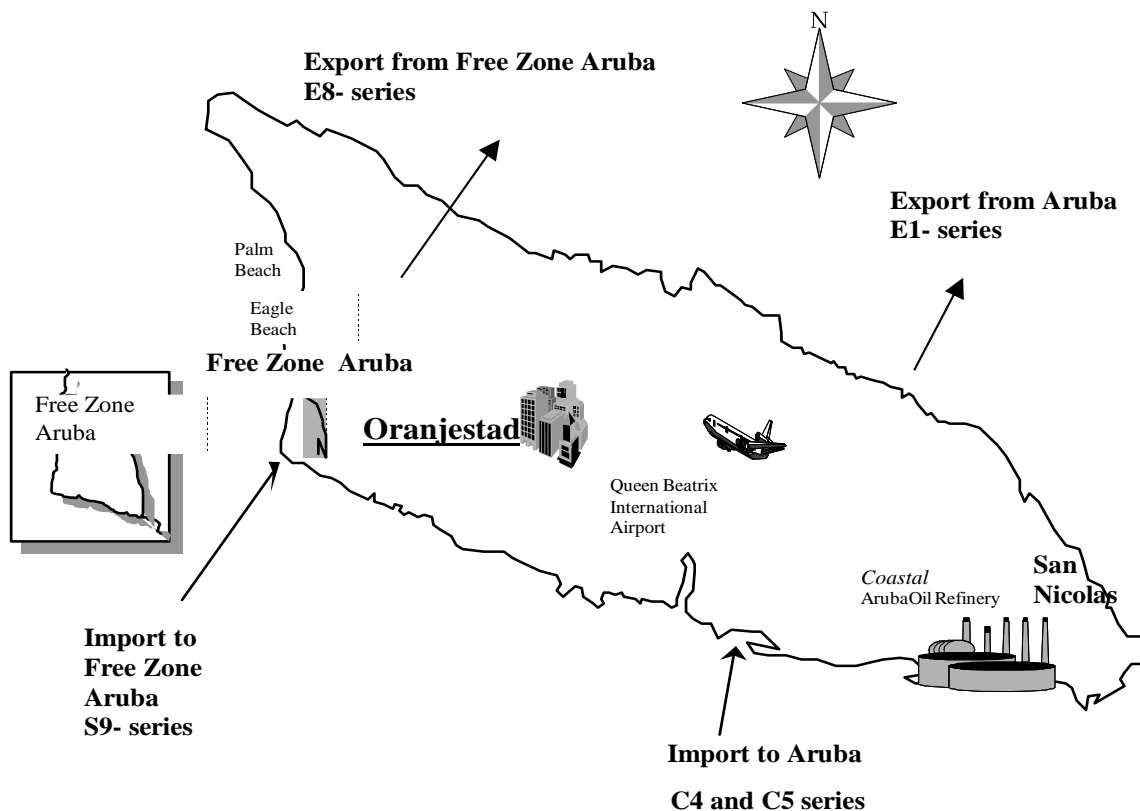 N
Export from Free Zone Aruba
E8- series
Export from Aruba
E1- series
Palm
Beach
Eagle
Beach
Free Zone Aruba
Free Zone
Aruba
Oranjestad
N
Queen Beatrix
International
Airport
Coastal
ArubaOil Refinery
San
Nicolas
Import to
Free Zone
Aruba
S9- series
Import to Aruba
C4 and C5 series